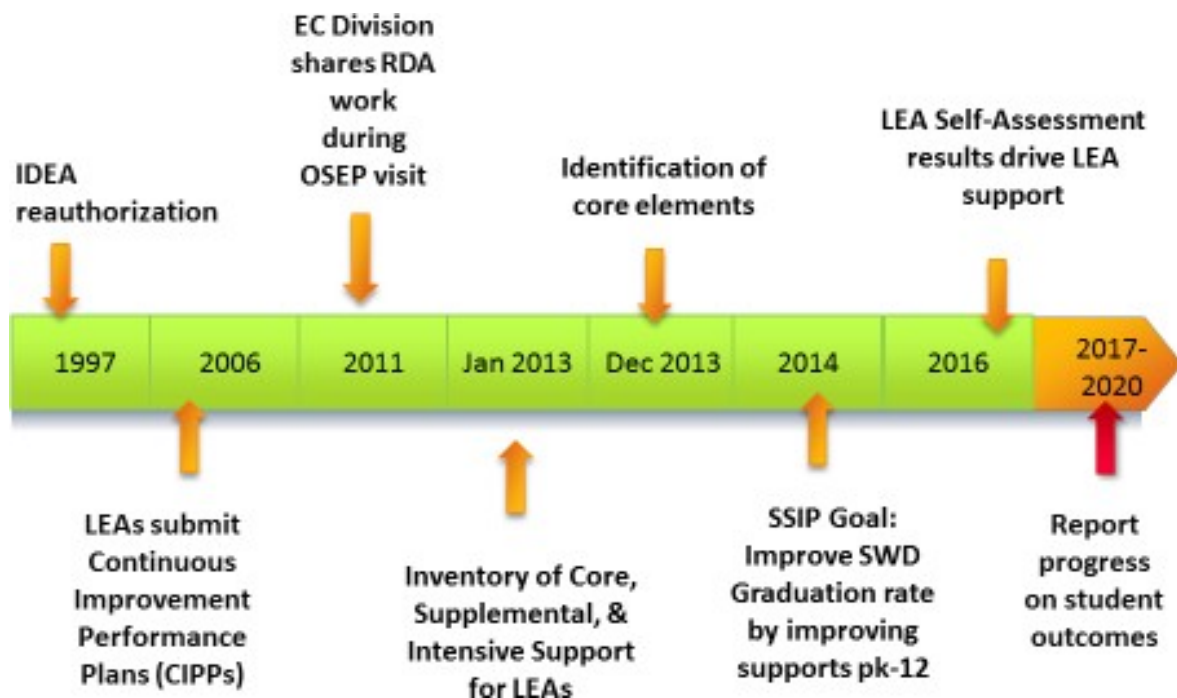 EC Division
shares RDA
work
during
OSEP visit
IDEA
reauthorization
Identification of
core elements
LEA Self-Assessment
results drive LEA
support
1997
2006
2011
Jan 2013
Dec 2013
2014
2016
2017-
2020
LEAs submit
Continuous
Improvement
Performance
Plans (CIPPs)
Inventory of Core,
Supplemental, &
Intensive Support
for LEAs
SSIP Goal:
Improve SWD
Graduation rate
by improving
supports pk-12
Report
progress
on student
outcomes